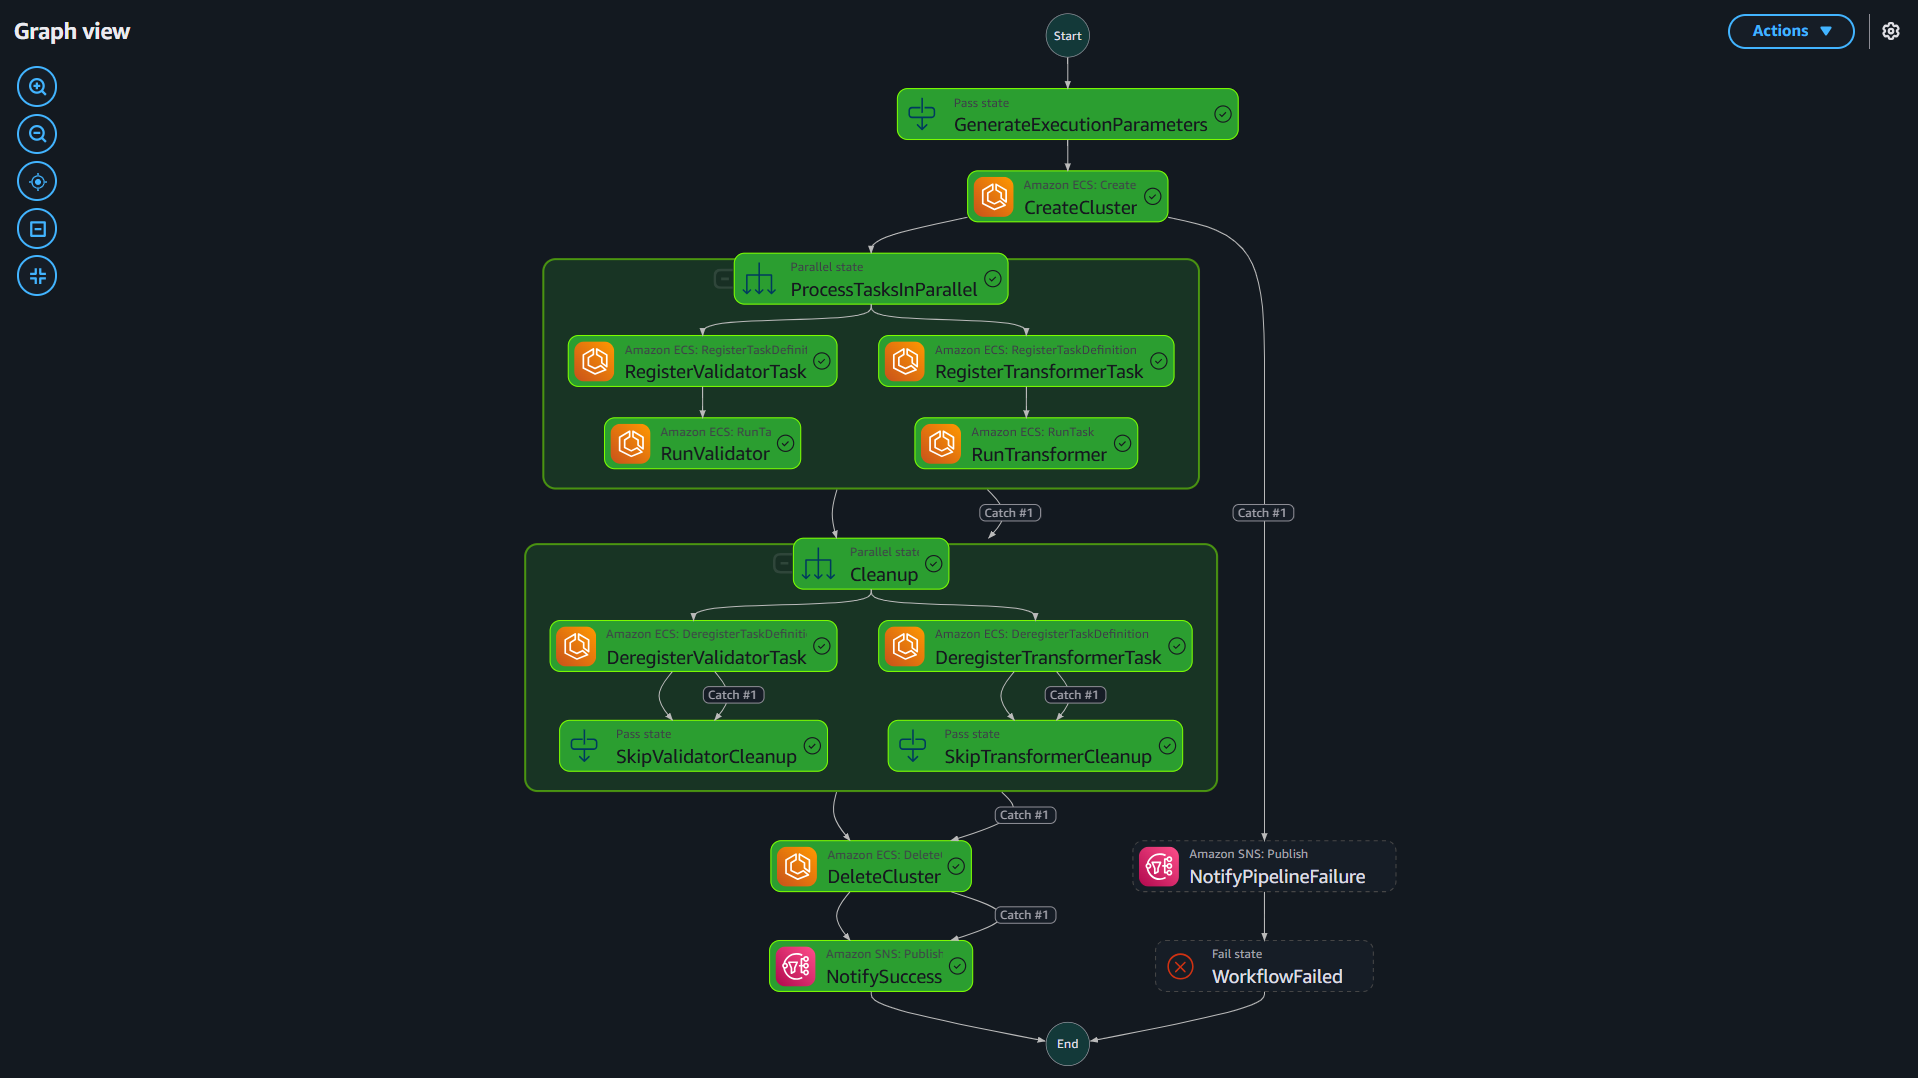 Graph view
Actions
Start
Pass state
GenerateExecutionParameters
Amazon ECS: Create
CreateCluster
Parallel state
ProcessTasksInParallel
Amazon ECS: RegisterTaskDefinit
RegisterValidatorTask
Amazon ECS: RegisterTaskDefinition
RegisterTransformerTask
Amazon ECS: RunTa
RunValidator
Amazon ECS: RunTask
RunTransformer
Catch #1
Catch #1
Parallel state
Cleanup
Amazon ECS: DeregisterTaskDefiniti
DeregisterValidatorTask
Amazon ECS: DeregisterTaskDefinition
DeregisterTransformerTask
Catch #1
Catch #1
Pass state
SkipValidatorCleanup
Pass state
SkipTransformerCleanup
Catch #1
Amazon ECS: Delete
DeleteCluster
Amazon SNS: Publish
NotifyPipelineFailure
Catch #1
Amazon SNS: Publish
NotifySuccess
Fail state
WorkflowFailed
End